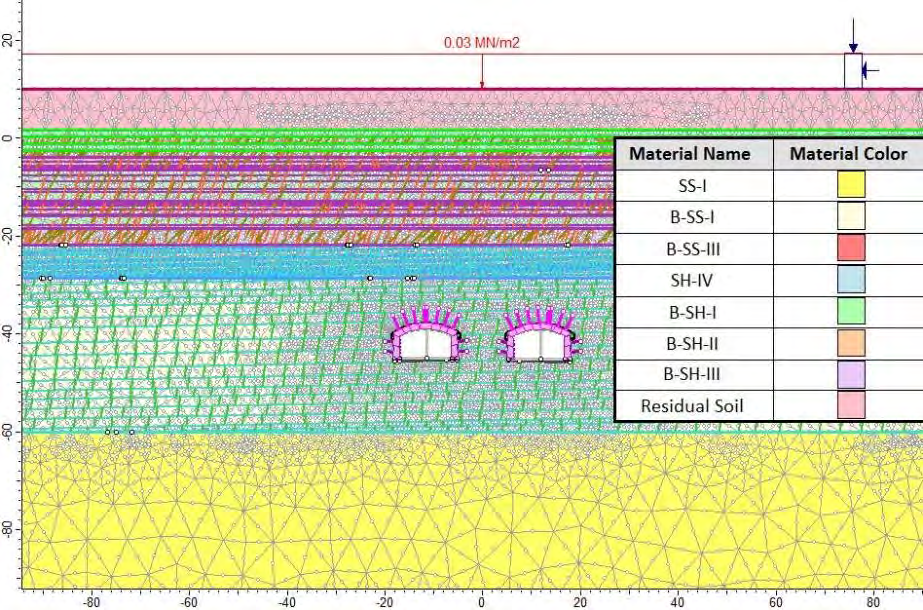 0.03 MN/m2
20
0
-20
-40
-60
-80
Material Name Material Color
SS-I
B-SS-I
B-SS-III
SH-IV
B-SH-I
B-SH-II
B-SH-III
Residual Soil
-80 -60 -40 -20 0 20 40 60 80